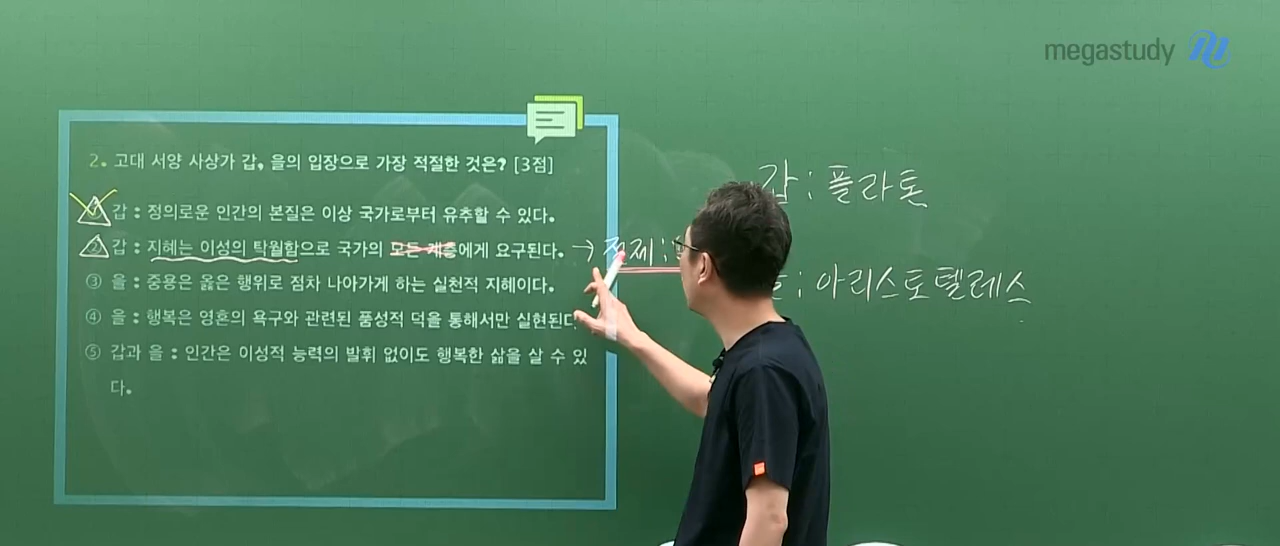 megastudy
2. 고대 서양 사상가 갑, 을의 입장으로 가장 적절한 것은? [3점]
① 갑 : 정의로운 인간의 본질은 이상 국가로부터 유추할 수 있다.
② 갑 : 지혜는 이성의 탁월함으로 국가의 모든 계층에게 요구된다. → 절제 :
③ 을 : 중용은 옳은 행위로 점차 나아가게 하는 실천적 지혜이다.
④ 을 : 행복은 영혼의 욕구와 관련된 품성적 덕을 통해서만 실현된다
⑤ 갑과 을 : 인간은 이성적 능력의 발휘 없이도 행복한 삶을 살 수 있
다.
갑 : 플라톤
: 아리스토텔레스